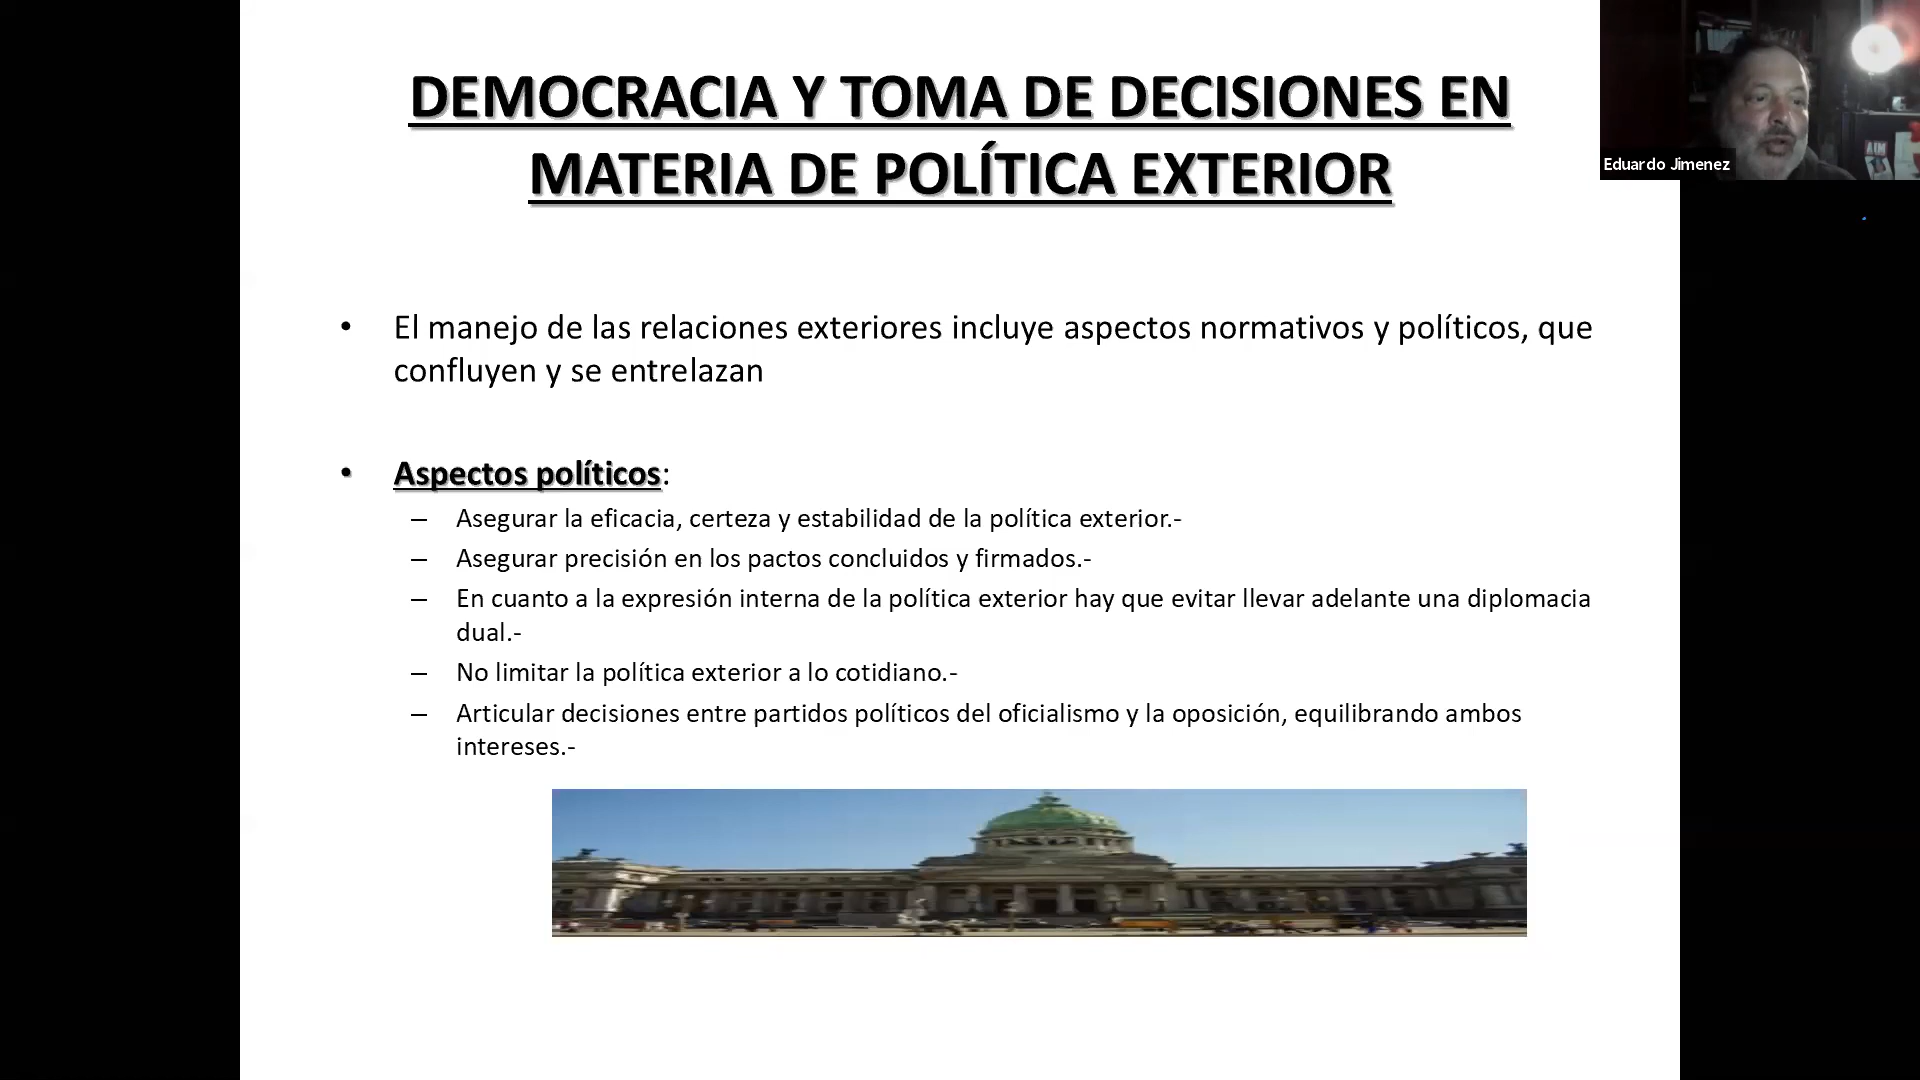 DEMOCRACIA Y TOMA DE DECISIONES EN
MATERIA DE POLÍTICA EXTERIOR
Eduardo Jimenez
AIM
• El manejo de las relaciones exteriores incluye aspectos normativos y políticos, que
confluyen y se entrelazan
• Aspectos políticos:
– Asegurar la eficacia, certeza y estabilidad de la política exterior.-
– Asegurar precisión en los pactos concluidos y firmados.-
– En cuanto a la expresión interna de la política exterior hay que evitar llevar adelante una diplomacia
dual.-
– No limitar la política exterior a lo cotidiano.-
– Articular decisiones entre partidos políticos del oficialismo y la oposición, equilibrando ambos
intereses.-